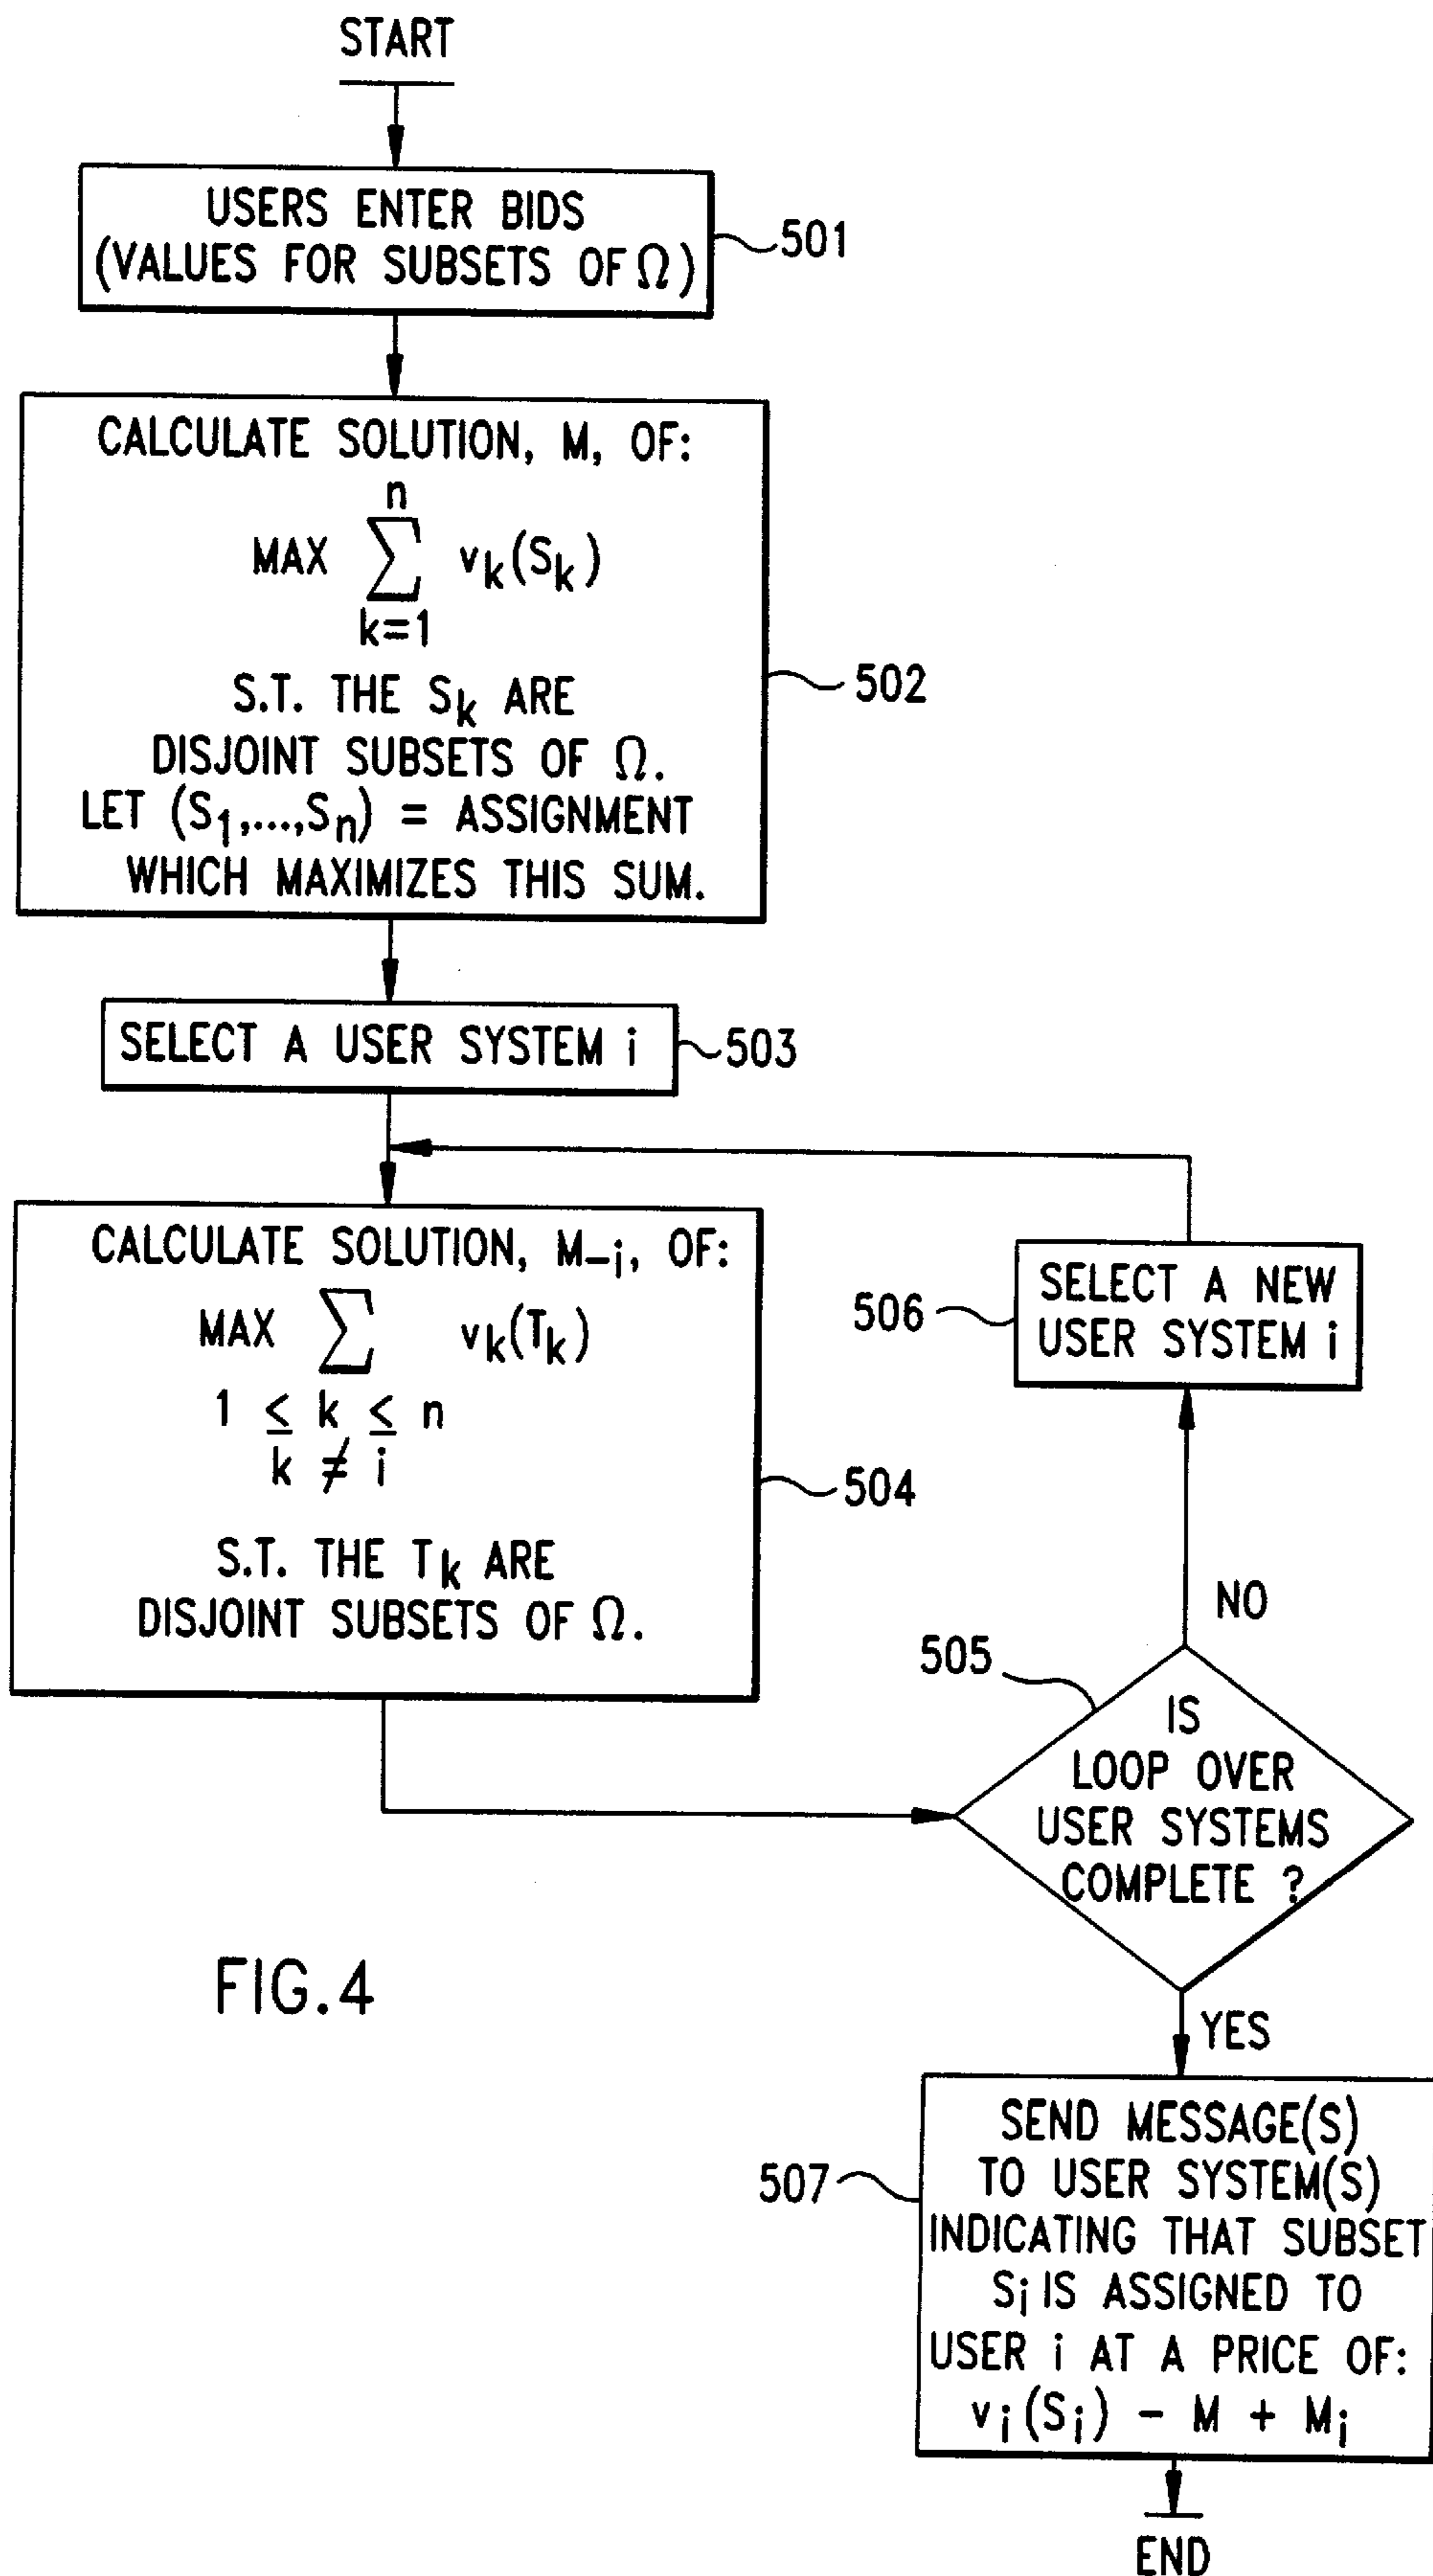 START
USERS ENTER BIDS
(VALUES FOR SUBSETS OF Ω)
501
CALCULATE SOLUTION, M, OF:
n
MAX ∑ vk(Sk)
k=1
S.T. THE Sk ARE
DISJOINT SUBSETS OF Ω.
LET (S1,...,Sn) = ASSIGNMENT
WHICH MAXIMIZES THIS SUM.
502
SELECT A USER SYSTEM i
503
CALCULATE SOLUTION, M–i, OF:
MAX ∑ vk(Tk)
1 ≤ k ≤ n
k ≠ i
S.T. THE Tk ARE
DISJOINT SUBSETS OF Ω.
504
506
SELECT A NEW
USER SYSTEM i
NO
505
IS
LOOP OVER
USER SYSTEMS
COMPLETE ?
YES
507
SEND MESSAGE(S)
TO USER SYSTEM(S)
INDICATING THAT SUBSET
Si IS ASSIGNED TO
USER i AT A PRICE OF:
vi(Si) – M + Mi
END
FIG.4